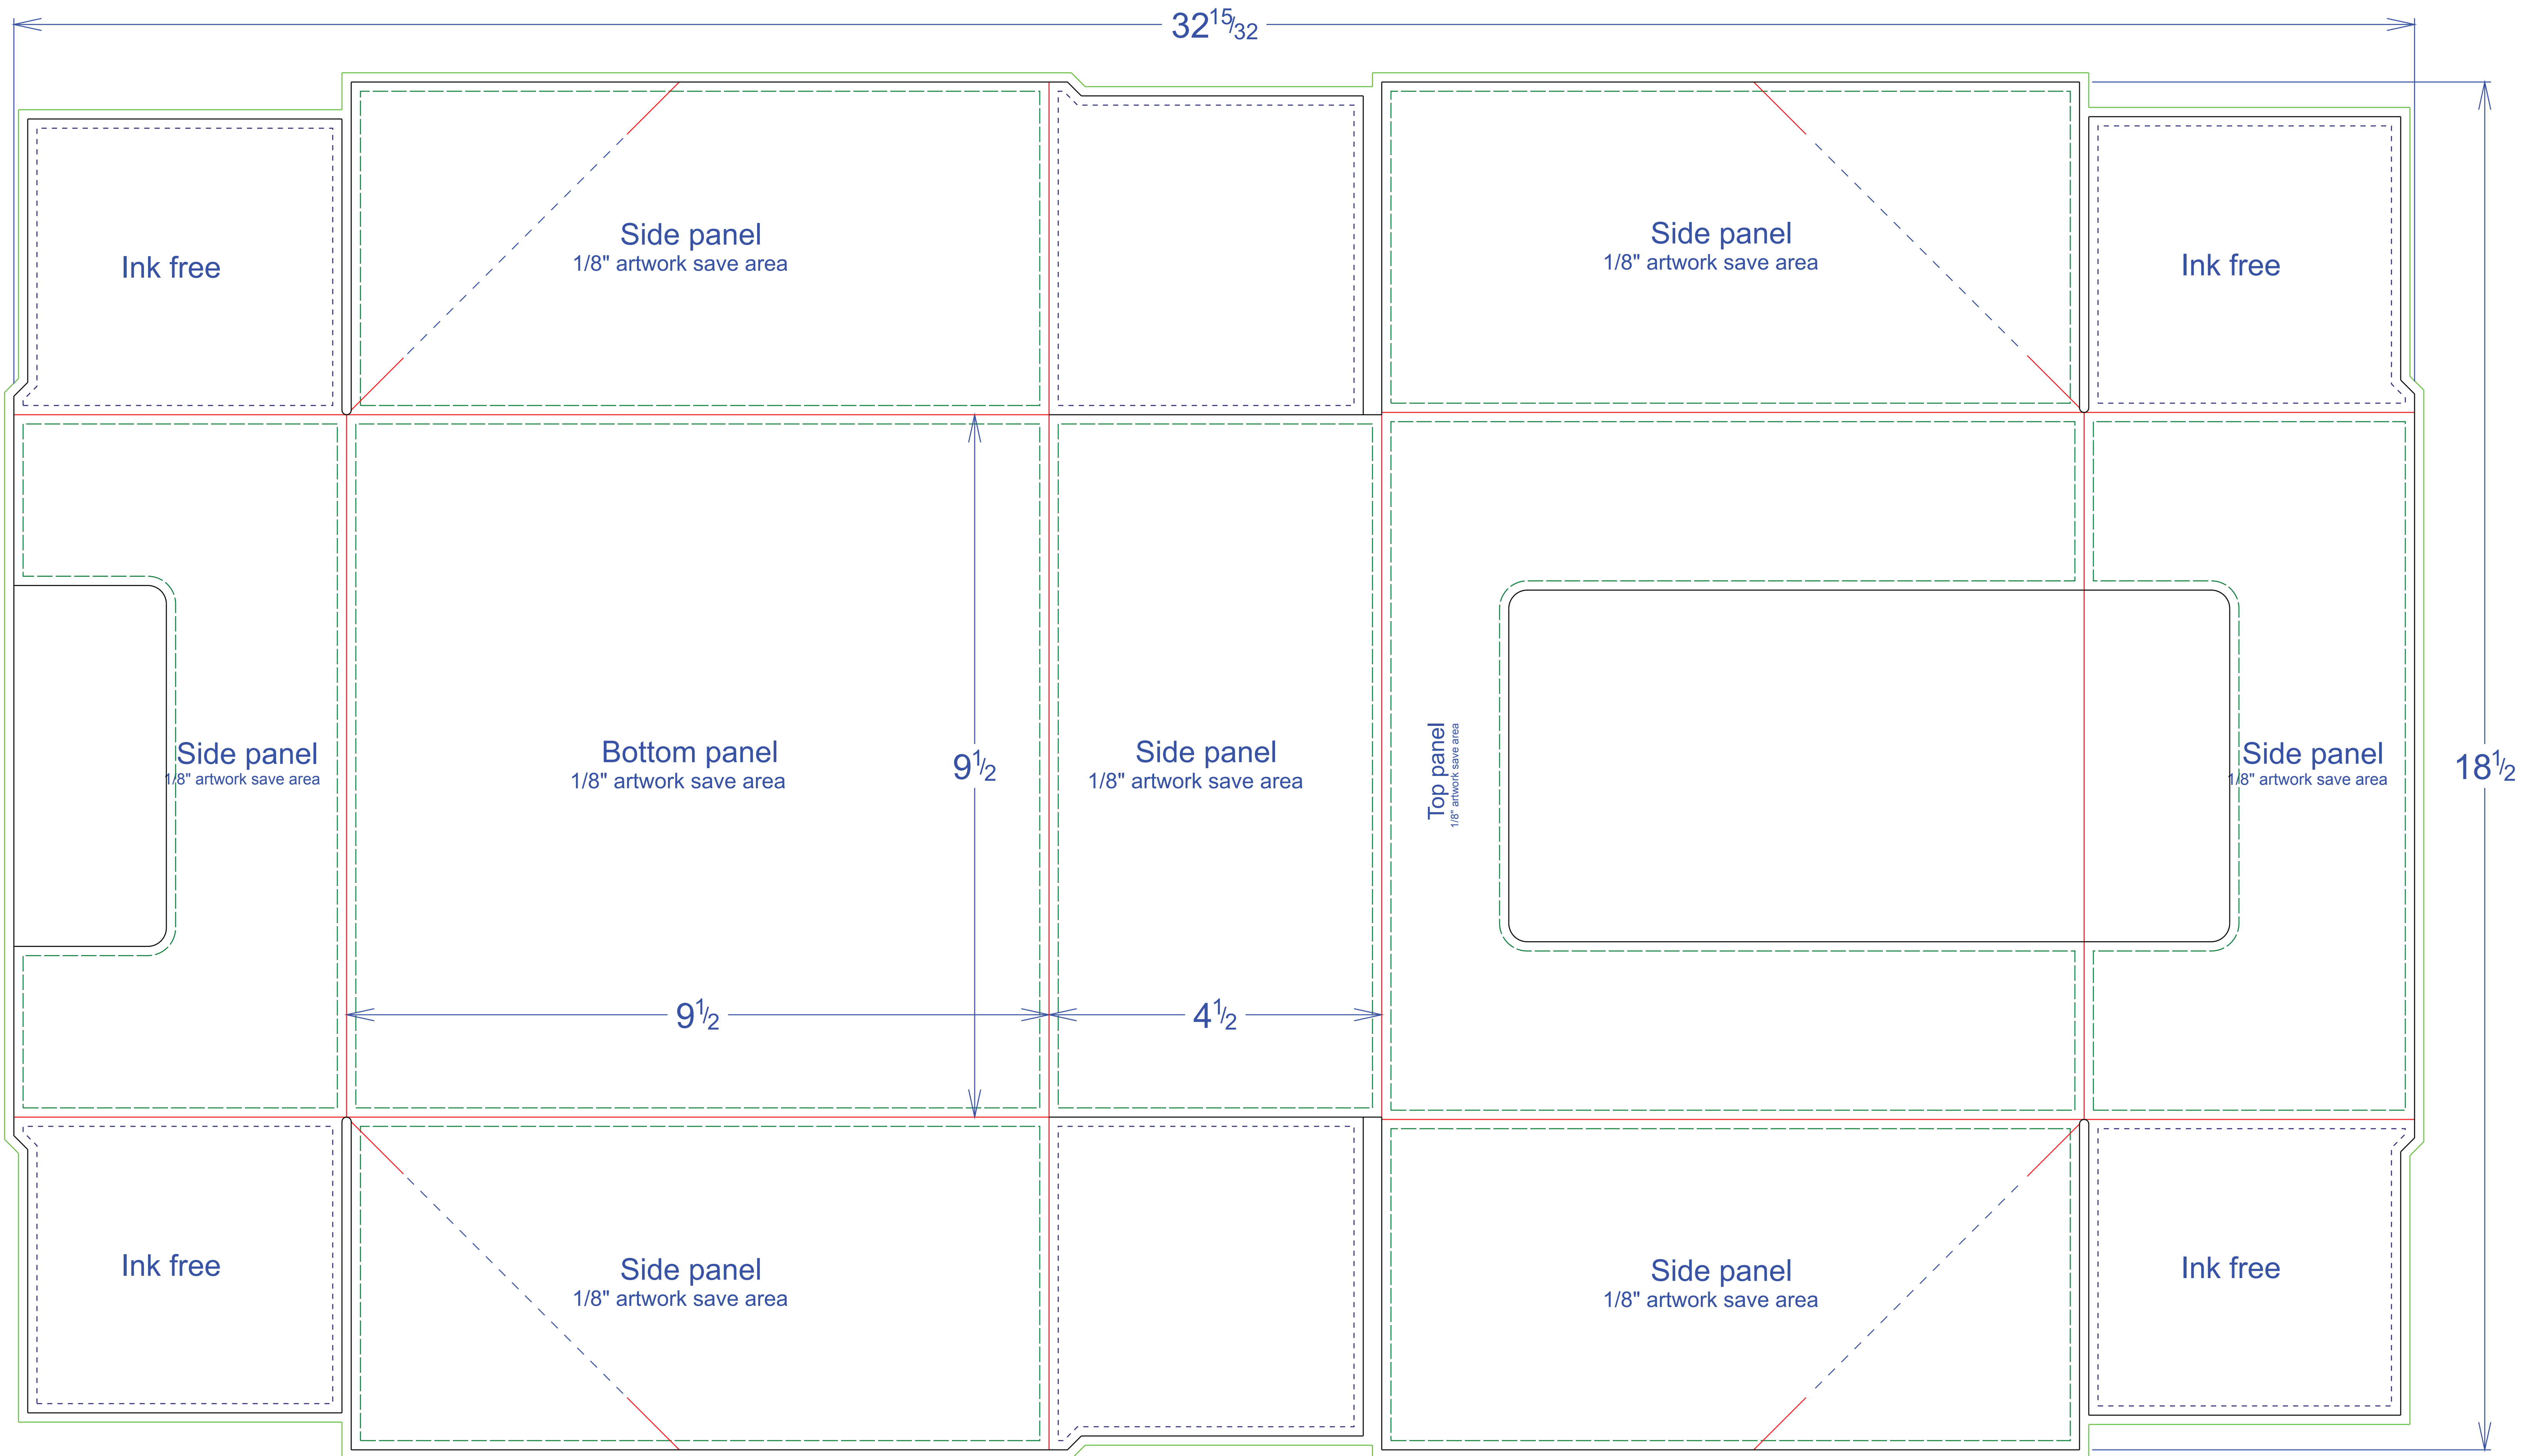 32 15/32
Side panel
1/8" artwork save area
Side panel
1/8" artwork save area
Ink free
Ink free
Side panel
1/8" artwork save area
Bottom panel
1/8" artwork save area
9 1/2
Side panel
1/8" artwork save area
Top panel
1/8" artwork save area
Side panel
1/8" artwork save area
18 1/2
9 1/2
4 1/2
Ink free
Side panel
1/8" artwork save area
Side panel
1/8" artwork save area
Ink free